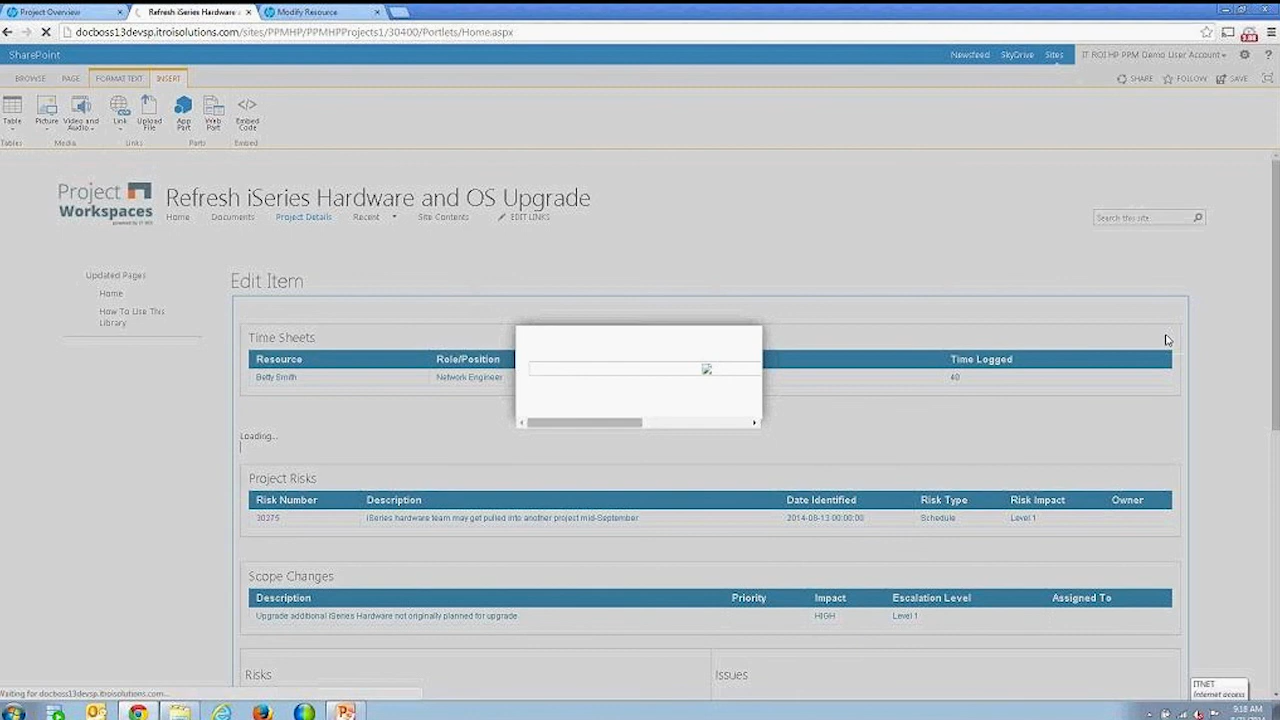 Project Overview
Refresh iSeries Hardware
Modify Resource
docboss13devsp.itroisolutions.com/sites/PPMHP/PPMHPProjects1/30400/Portlets/Home.aspx
SharePoint
Newsfeed SkyDrive Sites IT ROI HP PPM Demo User Account ?
BROWSE PAGE FORMAT TEXT INSERT
SHARE FOLLOW SAVE
Table Picture Video and Audio Link Upload File App Part Web Part </> Embed Code
Tables Media Links Parts Embed
Project Workspaces
Refresh iSeries Hardware and OS Upgrade
Home Documents Project Details Recent Site Contents EDIT LINKS
Search this site
Updated Pages
Home
How To Use This
Library
Edit Item
Time Sheets
Resource Role/Position Time Logged
Betty Smith Network Engineer 40
Loading...
Project Risks
Risk Number Description Date Identified Risk Type Risk Impact Owner
30275 iSeries hardware team may get pulled into another project mid-September 2014-08-13 00:00:00 Schedule Level 1
Scope Changes
Description Priority Impact Escalation Level Assigned To
Upgrade additional iSeries Hardware not originally planned for upgrade HIGH Level 1
Risks Issues
Waiting for docboss13devsp.itroisolutions.com...
ITNET
Internet access
9:18 AM